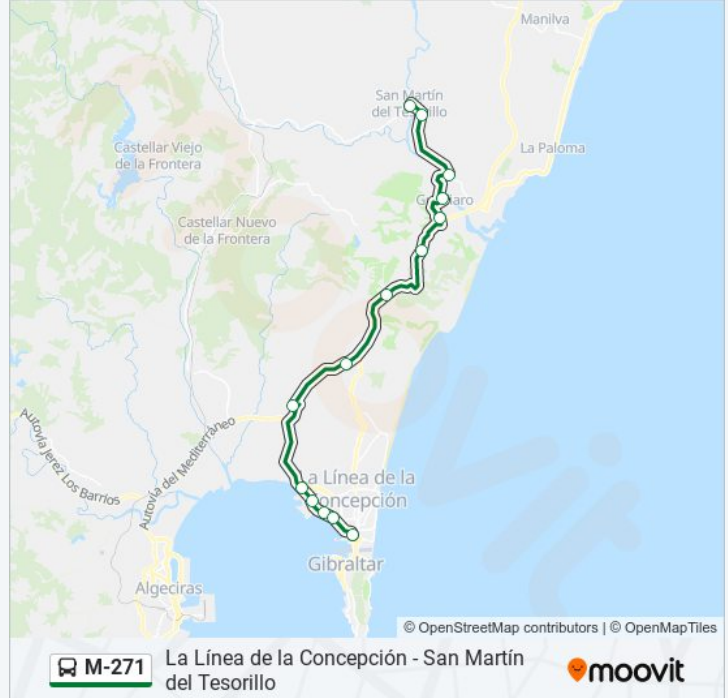 Manilva
San Martín
del Tesorillo
La Paloma
Castellar Viejo
de la Frontera
Guadiaro
Castellar Nuevo
de la Frontera
Autovía Jerez Los Barrios
Autovía del Mediterráneo
La Línea de la
Concepción
Gibraltar
Algeciras
© OpenStreetMap contributors | © OpenMapTiles
M-271
La Línea de la Concepción - San Martín
del Tesorillo
moovit